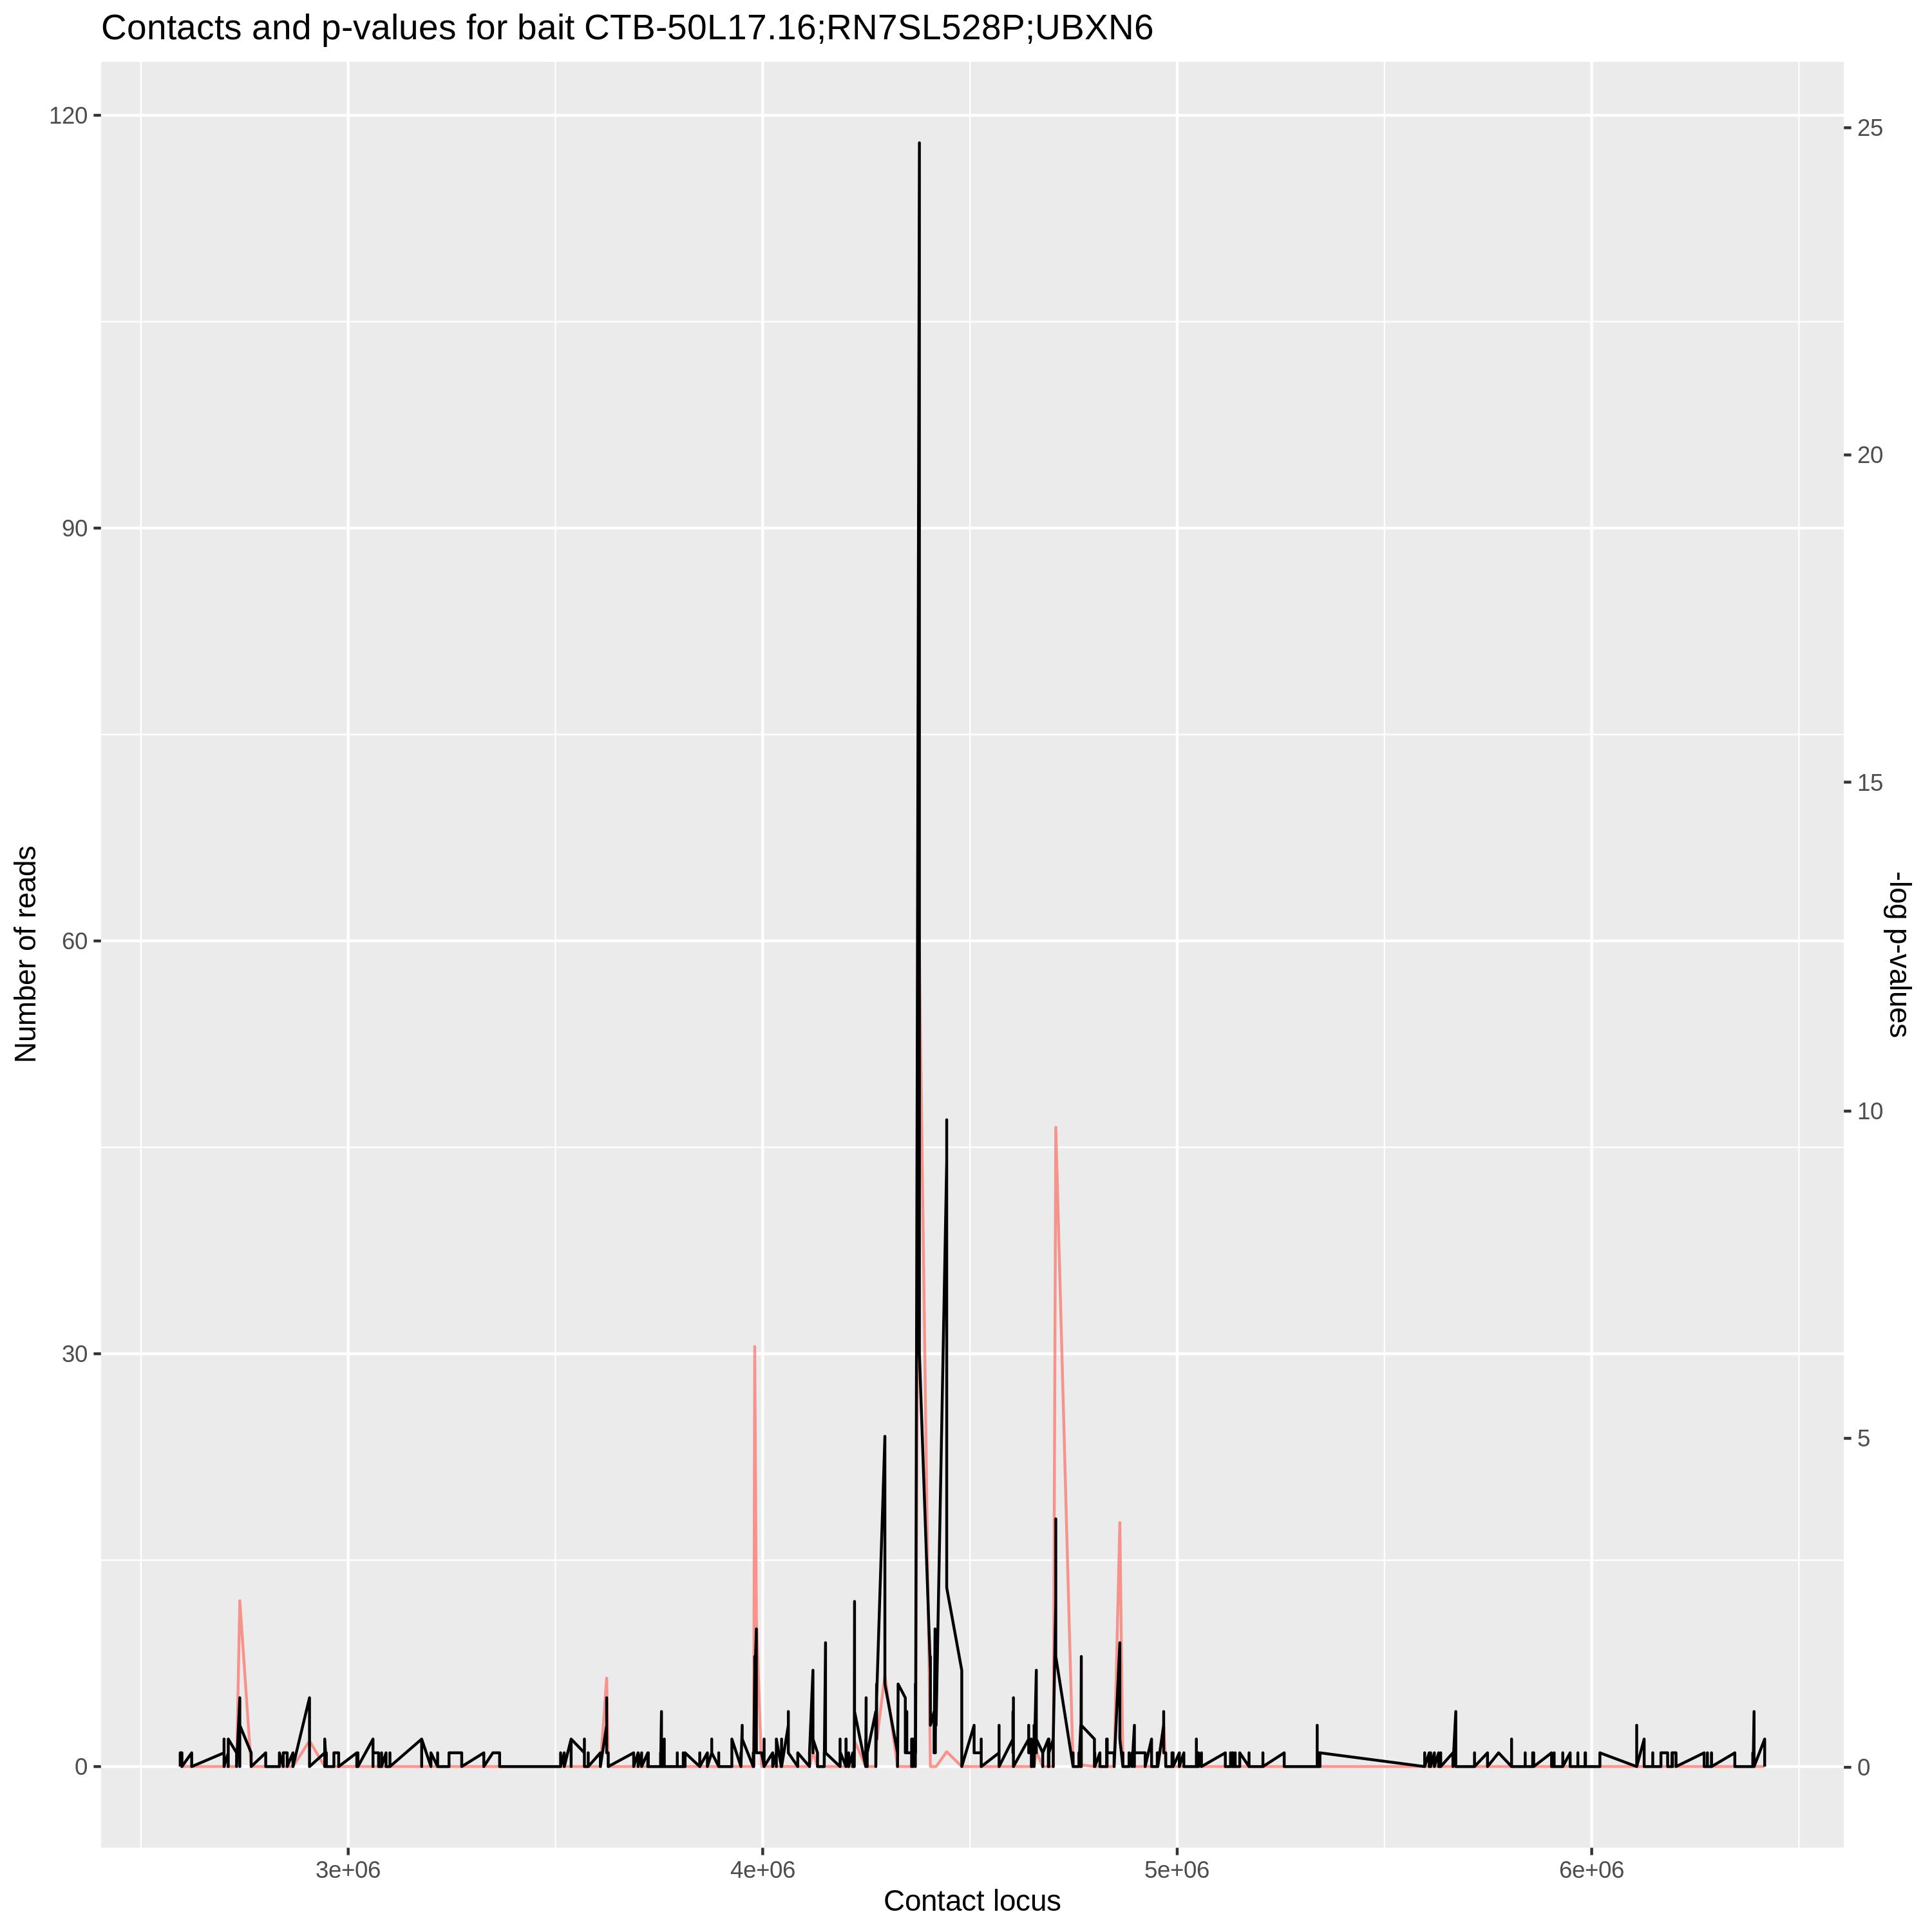 Contacts and p-values for bait CTB-50L17.16;RN7SL528P;UBXN6
120
90
60
30
0
Number of reads
25
20
15
10
5
0
-log p-values
3e+06
4e+06
5e+06
6e+06
Contact locus